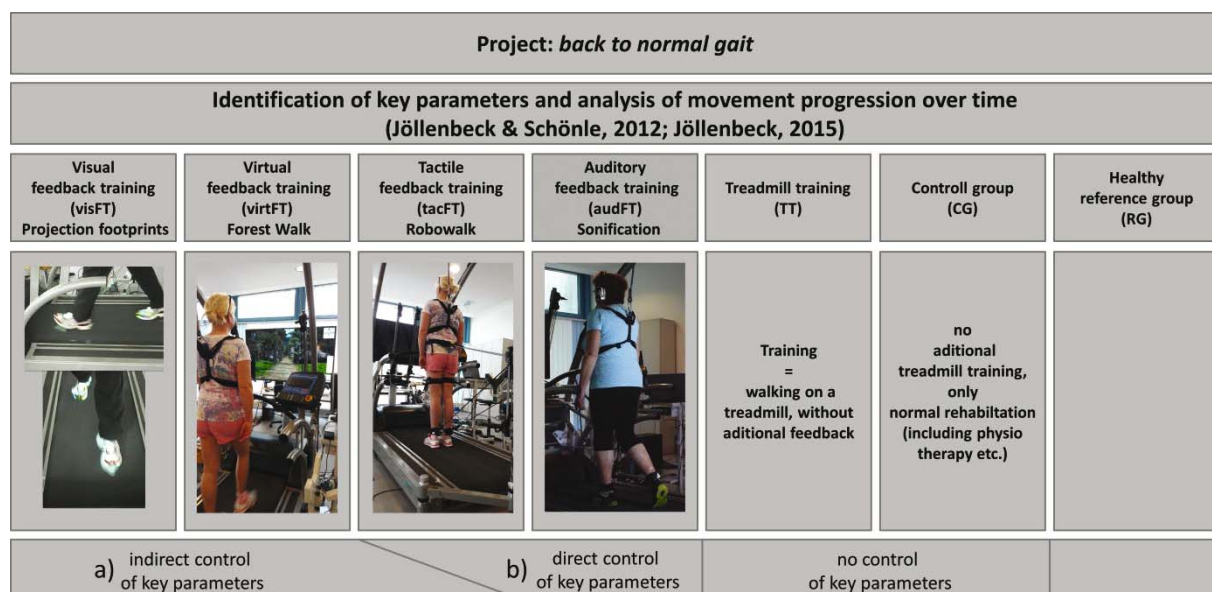 Project: back to normal gait
Identification of key parameters and analysis of movement progression over time
(Jöllenbeck & Schönle, 2012; Jöllenbeck, 2015)
Visual
feedback training
(visFT)
Projection footprints
Virtual
feedback training
(virtFT)
Forest Walk
Tactile
feedback training
(tacFT)
Robowalk
Auditory
feedback training
(audFT)
Sonification
Treadmill training
(TT)
Controll group
(CG)
Healthy
reference group
(RG)
Training
=
walking on a
treadmill, without
aditional feedback
no
aditional
treadmill training,
only
normal rehabiltation
(including physio
therapy etc.)
a) indirect control
of key parameters
b) direct control
of key parameters
no control
of key parameters